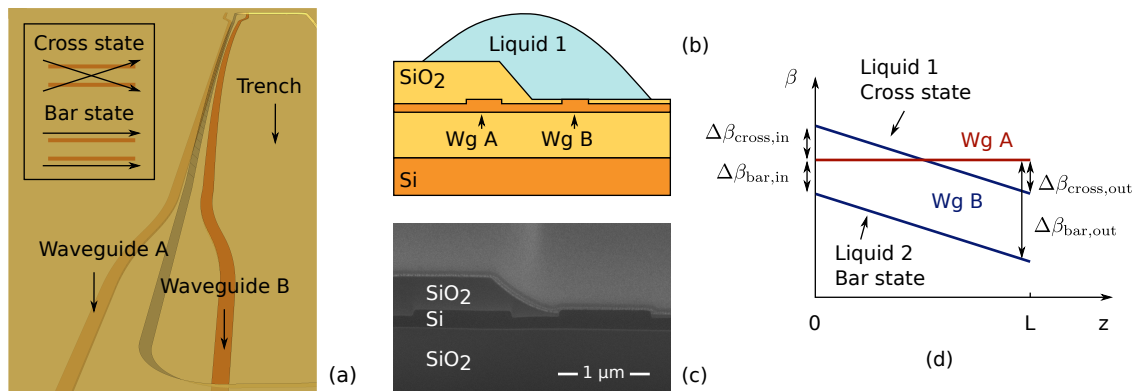 Cross state
Bar state
Trench
Waveguide A
Waveguide B
(a)
Liquid 1
SiO2
Wg A
Wg B
Si
(b)
SiO2
Si
SiO2
1 µm
(c)
β
Liquid 1
Cross state
Δβcross,in
Wg A
Δβbar,in
Δβcross,out
Wg B
Δβbar,out
Liquid 2
Bar state
0
L
z
(d)